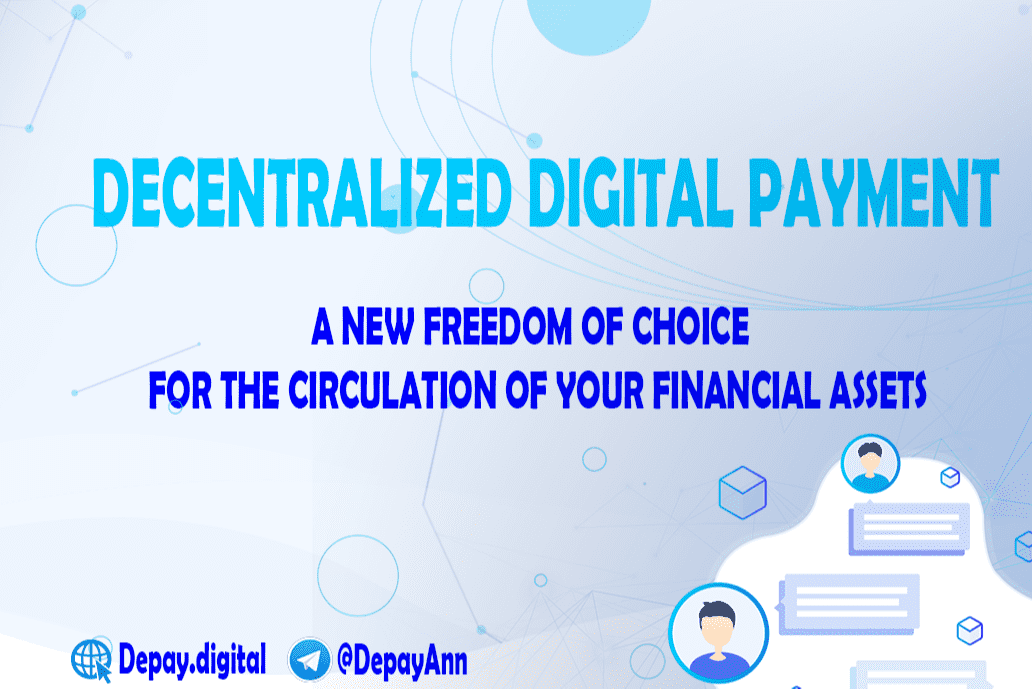 DECENTRALIZED DIGITAL PAYMENT
A NEW FREEDOM OF CHOICE
FOR THE CIRCULATION OF YOUR FINANCIAL ASSETS
Depay.digital @DepayAnn